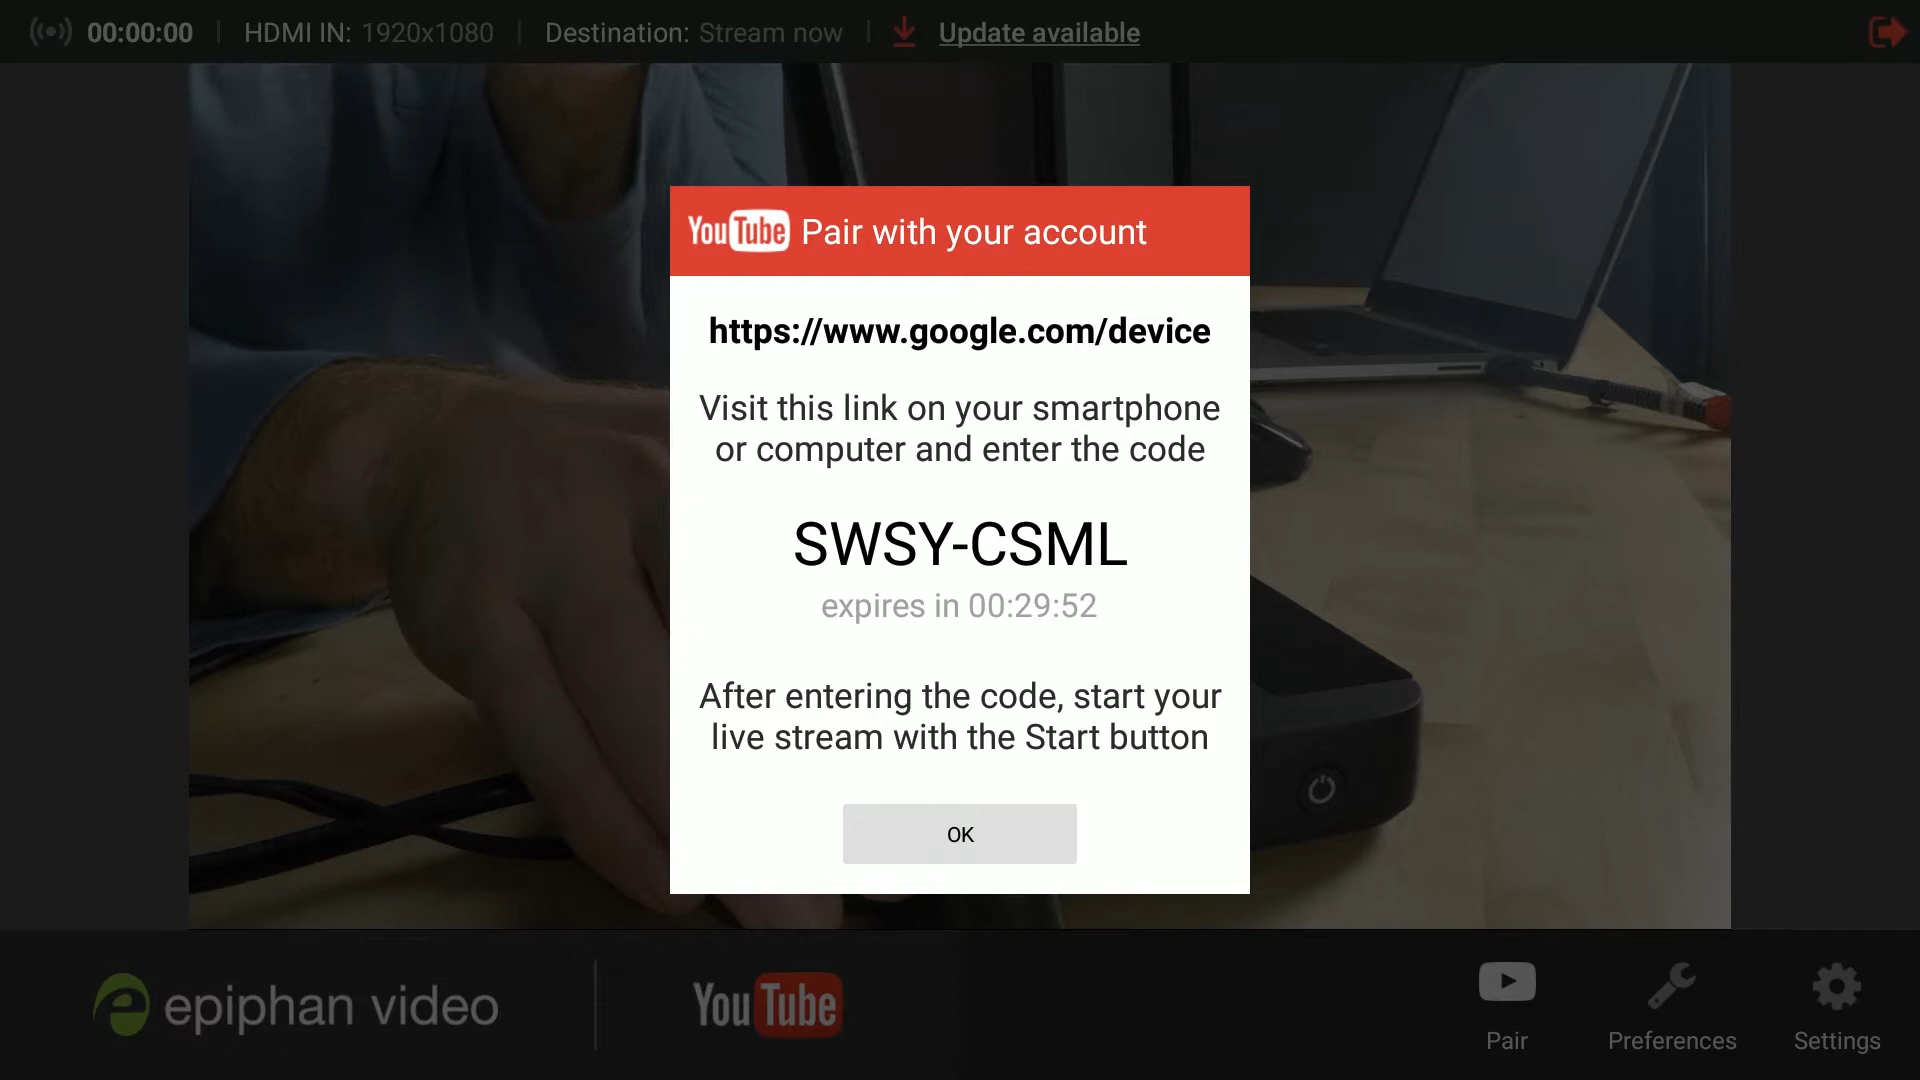 00:00:00 | HDMI IN: 1920x1080 | Destination: Stream now | Update available
YouTube Pair with your account
https://www.google.com/device
Visit this link on your smartphone
or computer and enter the code
SWSY-CSML
expires in 00:29:52
After entering the code, start your
live stream with the Start button
OK
epiphan video | YouTube
Pair Preferences Settings